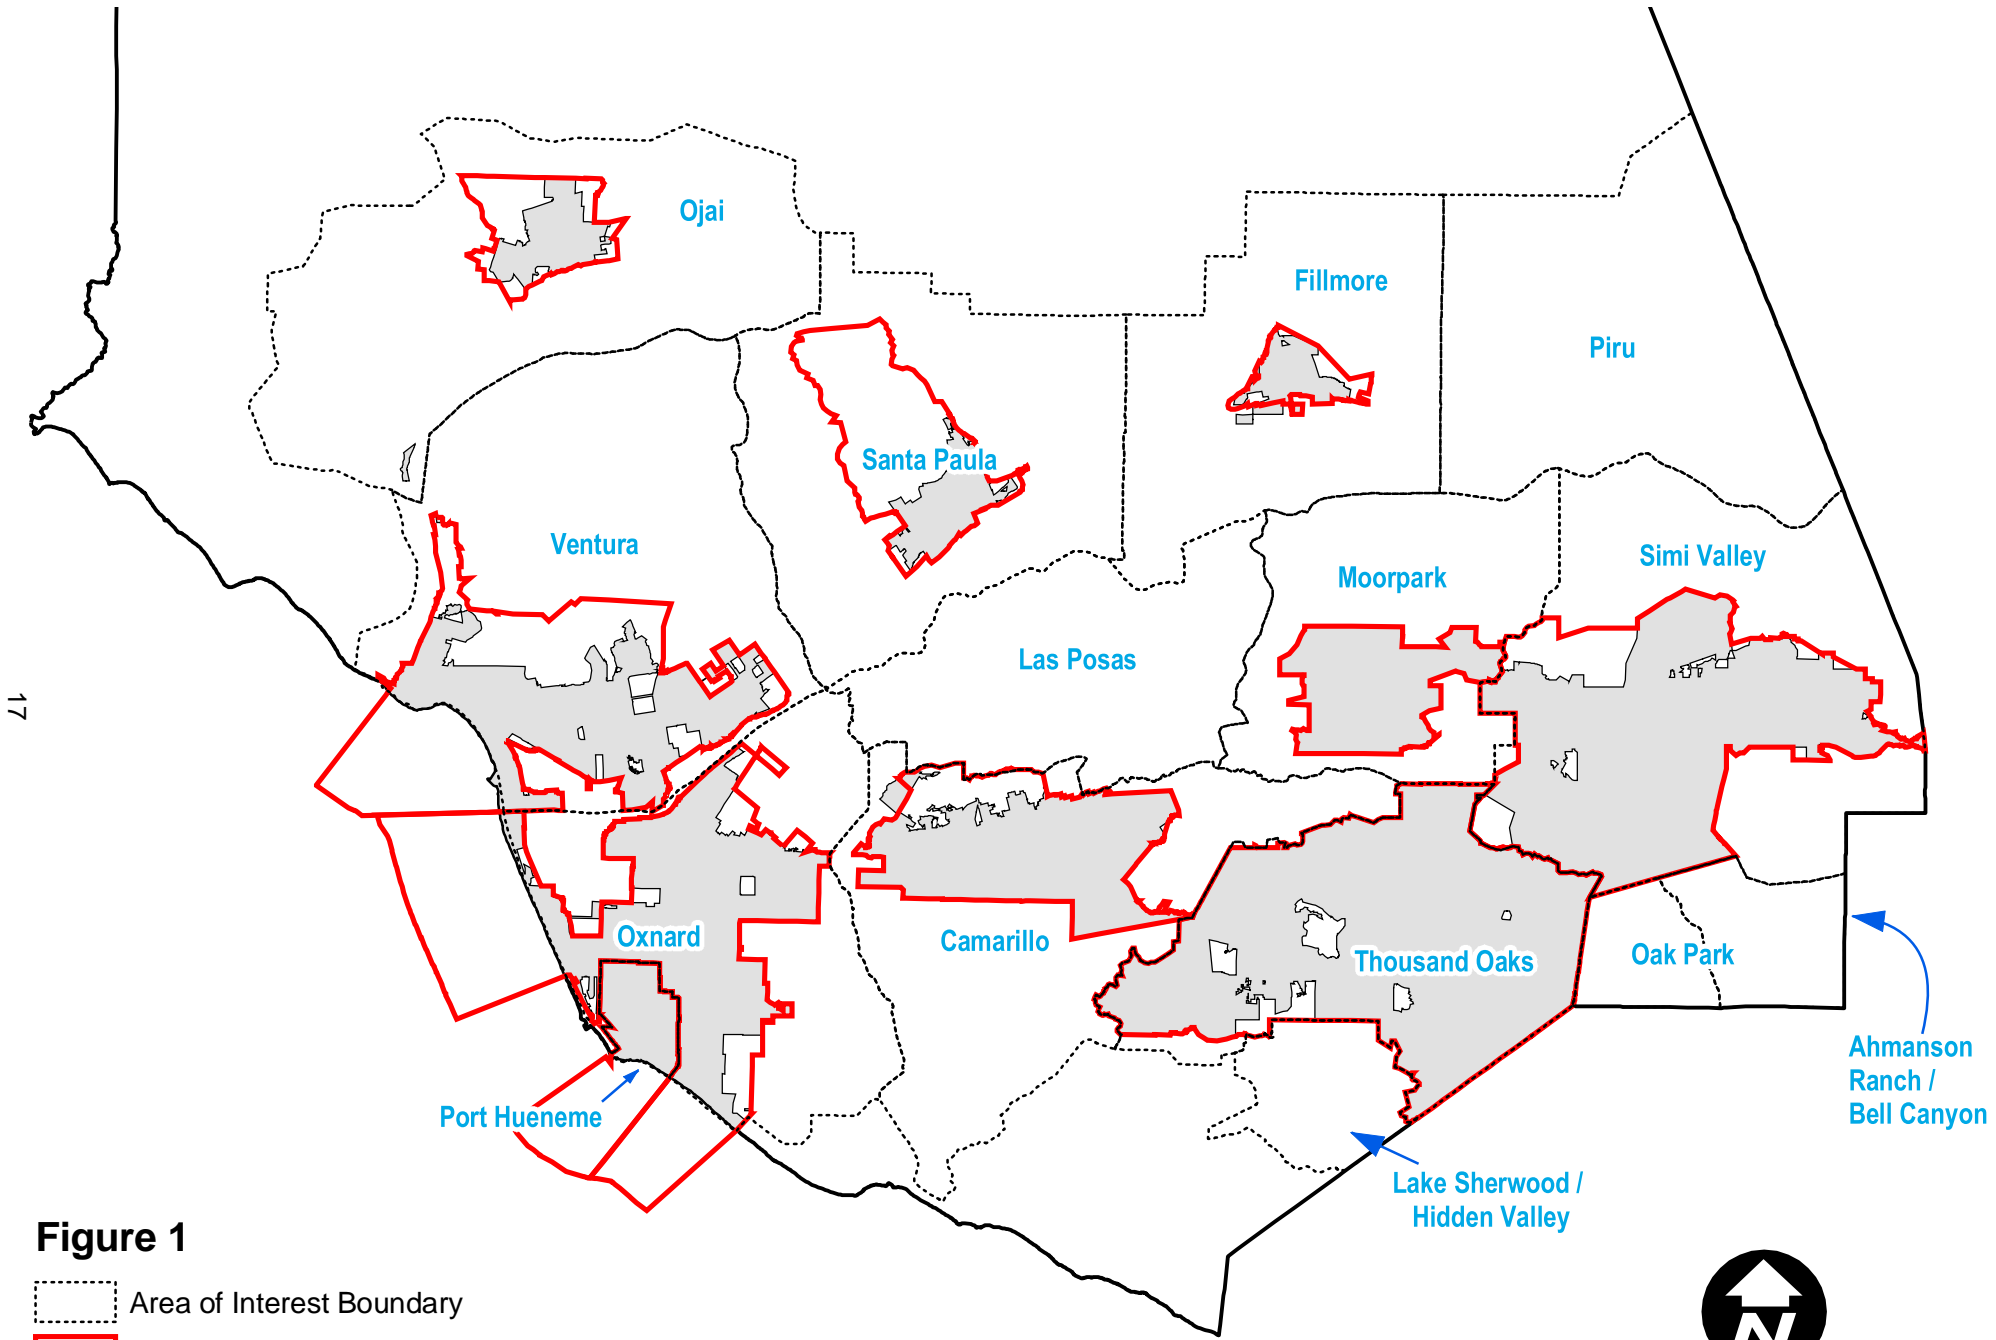 Ojai
Fillmore
Piru
Santa Paula
Ventura
Simi Valley
Moorpark
Las Posas
17
Oxnard
Camarillo
Thousand Oaks
Oak Park
Ahmanson
Ranch /
Bell Canyon
Port Hueneme
Lake Sherwood /
Hidden Valley
Figure 1
Area of Interest Boundary
N